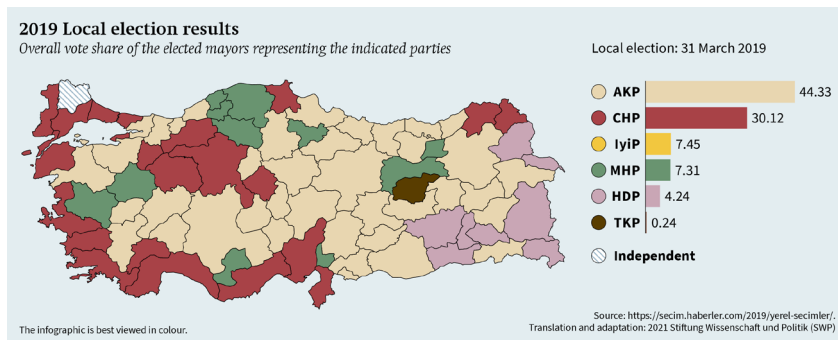 2019 Local election results
Overall vote share of the elected mayors representing the indicated parties
Local election: 31 March 2019
AKP 44.33
CHP 30.12
IyiP 7.45
MHP 7.31
HDP 4.24
TKP 0.24
Independent
The infographic is best viewed in colour.
Source: https://secim.haberler.com/2019/yerel-secimler/.
Translation and adaptation: 2021 Stiftung Wissenschaft und Politik (SWP)